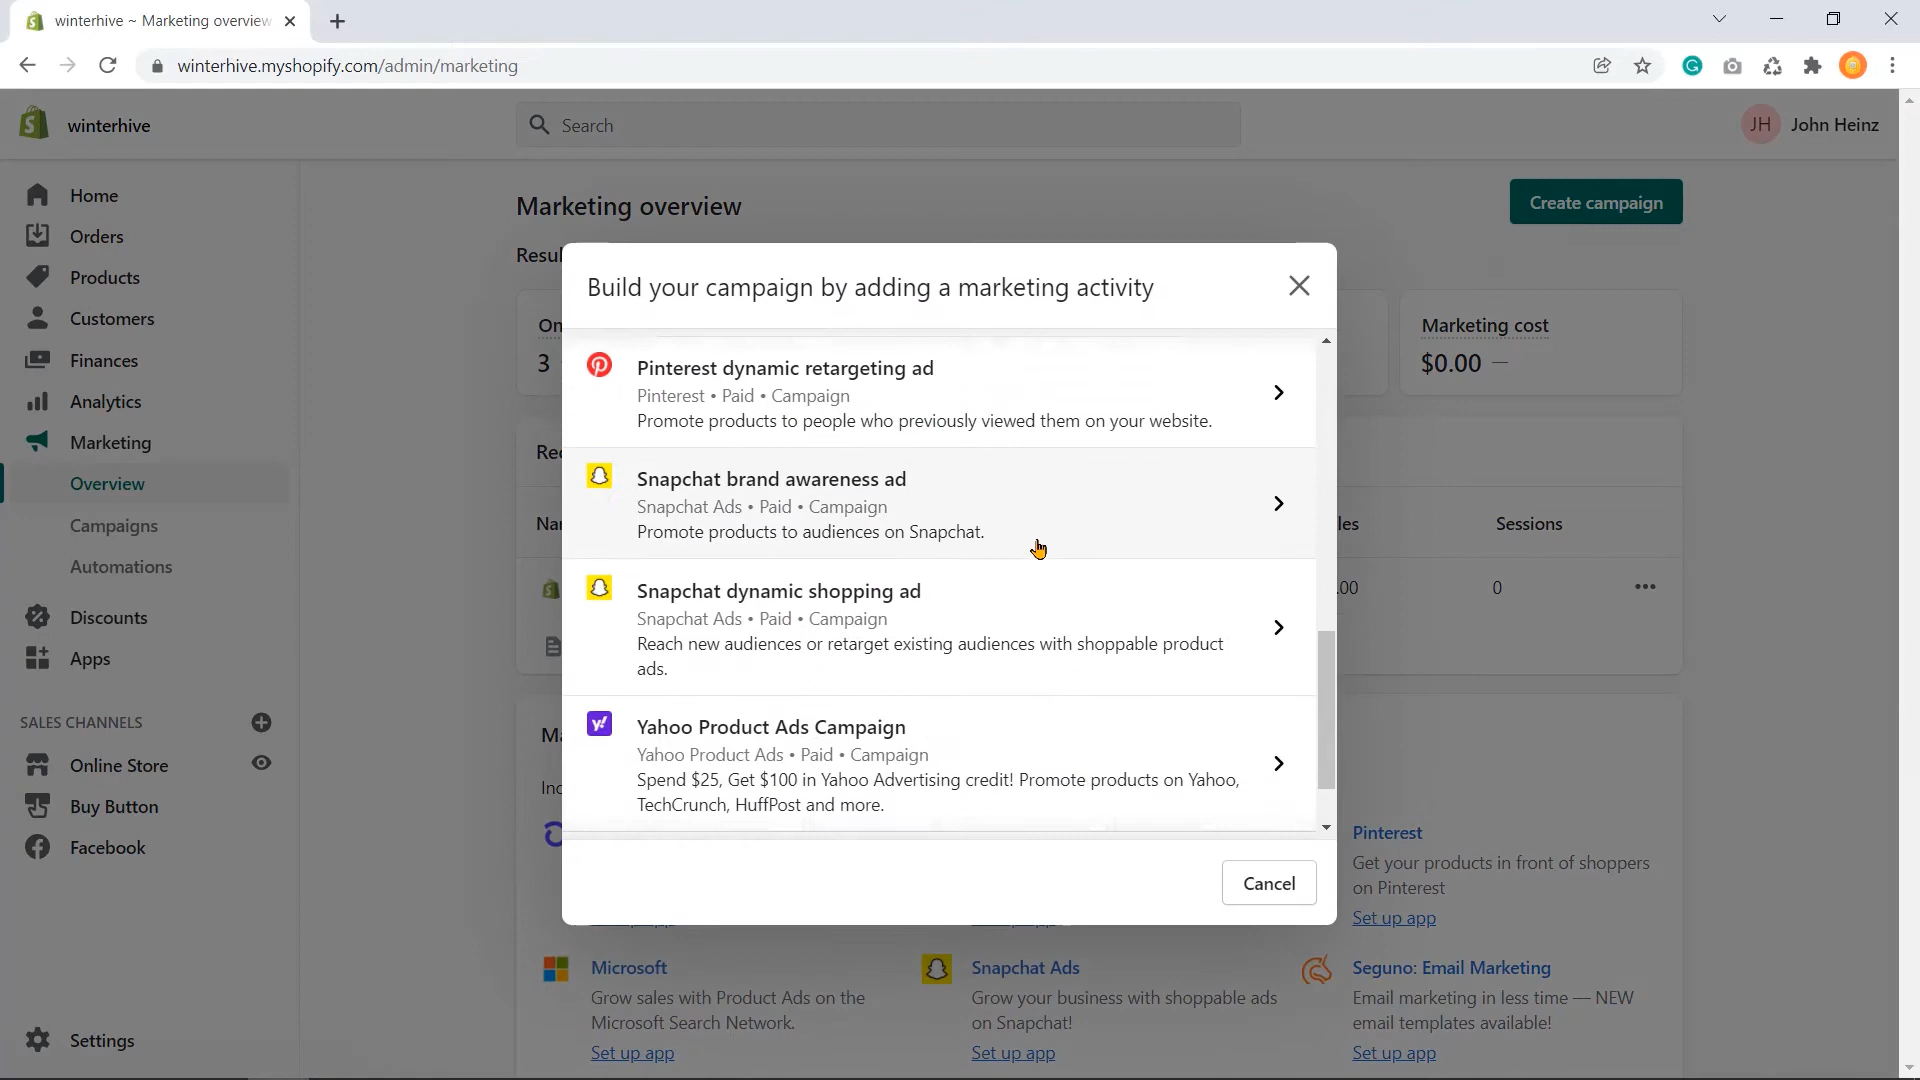 winterhive ~ Marketing overview
winterhive.myshopify.com/admin/marketing
winterhive
Search
JH
John Heinz
Home
Orders
Products
Customers
Finances
Analytics
Marketing
Overview
Campaigns
Automations
Discounts
Apps
SALES CHANNELS
Online Store
Buy Button
Facebook
Settings
Marketing overview
Create campaign
Marketing cost
3
$0.00 —
Sessions
0
Build your campaign by adding a marketing activity
Pinterest dynamic retargeting ad
Pinterest • Paid • Campaign
Promote products to people who previously viewed them on your website.
Snapchat brand awareness ad
Snapchat Ads • Paid • Campaign
Promote products to audiences on Snapchat.
Snapchat dynamic shopping ad
Snapchat Ads • Paid • Campaign
Reach new audiences or retarget existing audiences with shoppable product
ads.
Yahoo Product Ads Campaign
Yahoo Product Ads • Paid • Campaign
Spend $25, Get $100 in Yahoo Advertising credit! Promote products on Yahoo,
TechCrunch, HuffPost and more.
Cancel
Pinterest
Get your products in front of shoppers
on Pinterest
Set up app
Microsoft
Grow sales with Product Ads on the
Microsoft Search Network.
Set up app
Snapchat Ads
Grow your business with shoppable ads
on Snapchat!
Set up app
Seguno: Email Marketing
Email marketing in less time — NEW
email templates available!
Set up app